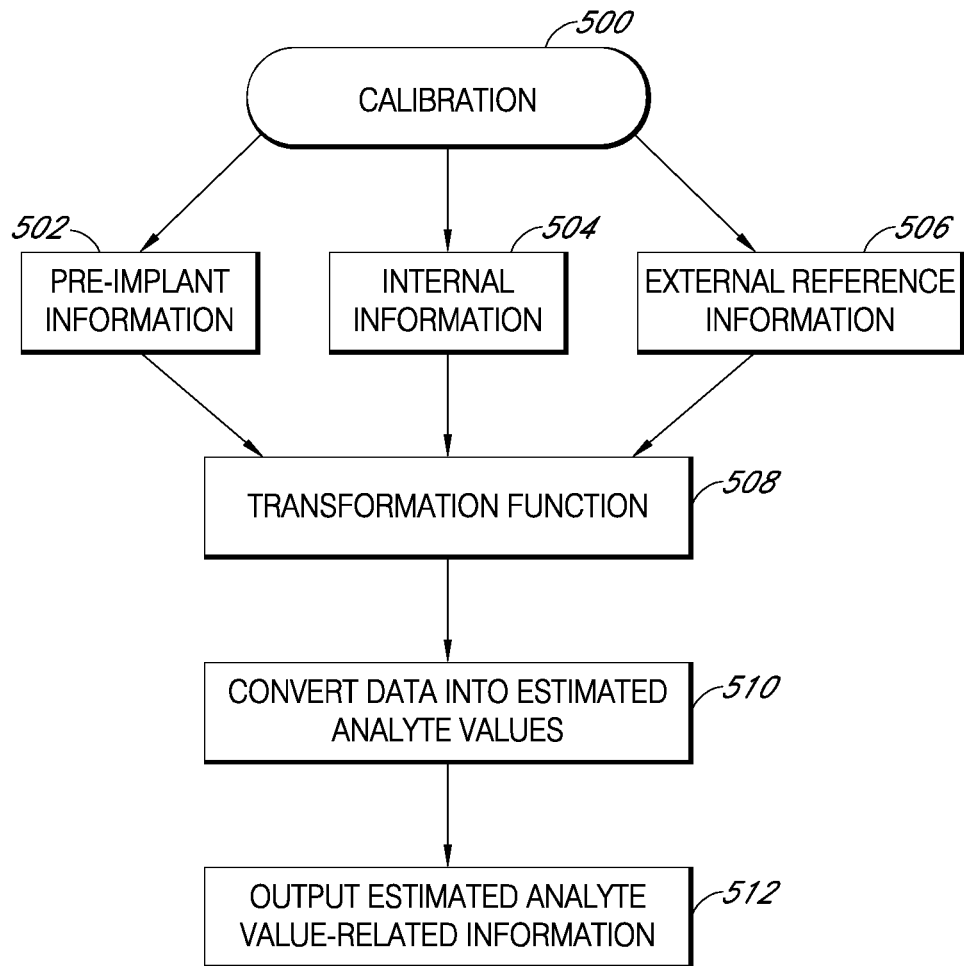 500
CALIBRATION
502
504
506
PRE-IMPLANT
INFORMATION
INTERNAL
INFORMATION
EXTERNAL REFERENCE
INFORMATION
TRANSFORMATION FUNCTION
508
CONVERT DATA INTO ESTIMATED
ANALYTE VALUES
510
OUTPUT ESTIMATED ANALYTE
VALUE-RELATED INFORMATION
512